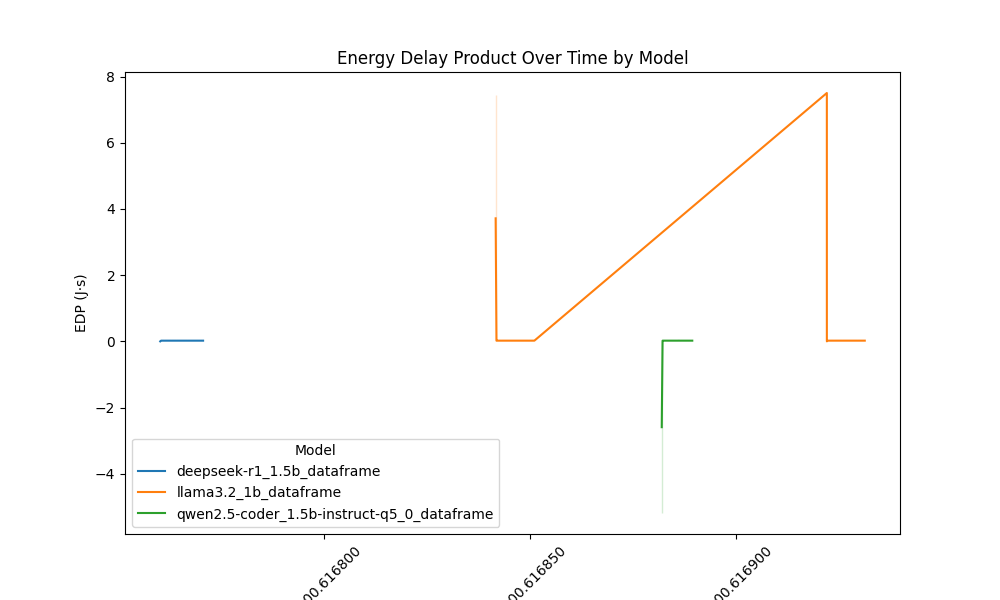 Energy Delay Product Over Time by Model
8
6
4
2
0
−2
−4
EDP (J·s)
Model
deepseek-r1_1.5b_dataframe
llama3.2_1b_dataframe
qwen2.5-coder_1.5b-instruct-q5_0_dataframe
00.616800
00.616850
00.616900